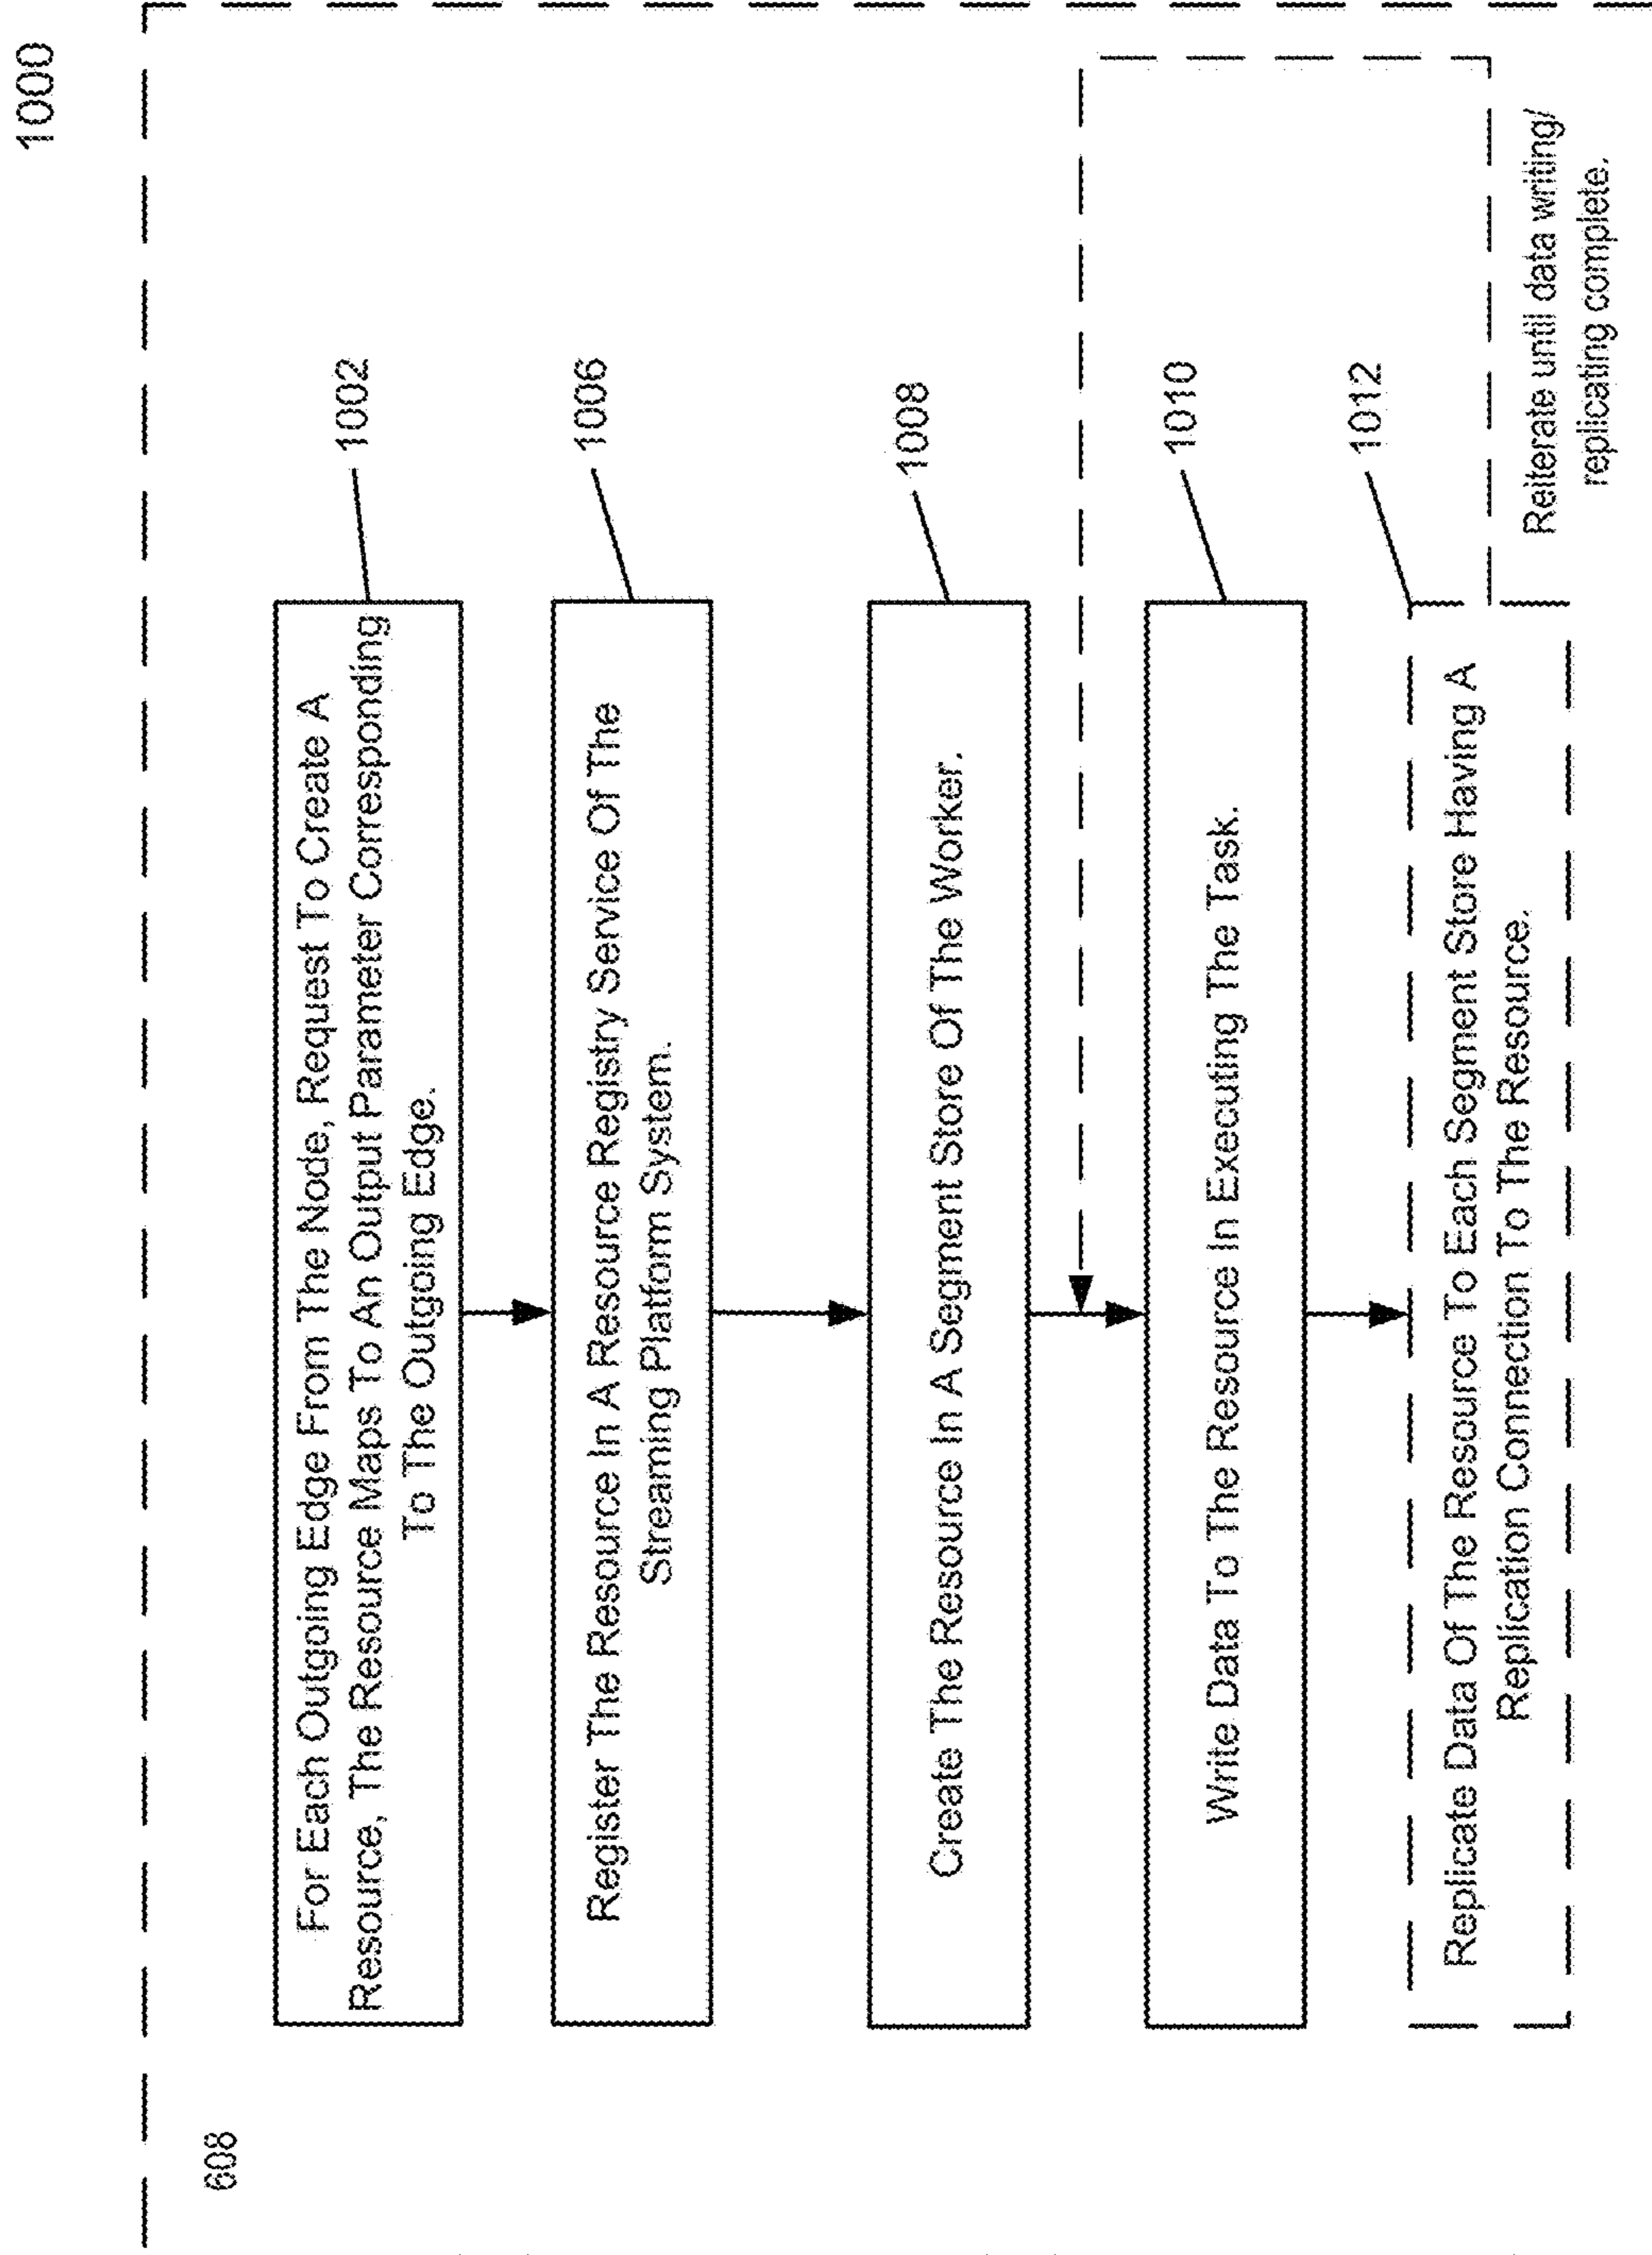 1000
608
For Each Outgoing Edge From The Node, Request To Create A
Resource, The Resource Maps To An Output Parameter Corresponding
To The Outgoing Edge.
1002
Register The Resource In A Resource Registry Service Of The
Streaming Platform System.
1006
Create The Resource In A Segment Store Of The Worker.
1008
Write Data To The Resource In Executing The Task.
1010
Replicate Data Of The Resource To Each Segment Store Having A
Replication Connection To The Resource.
1012
Reiterate until data writing/
replicating complete.